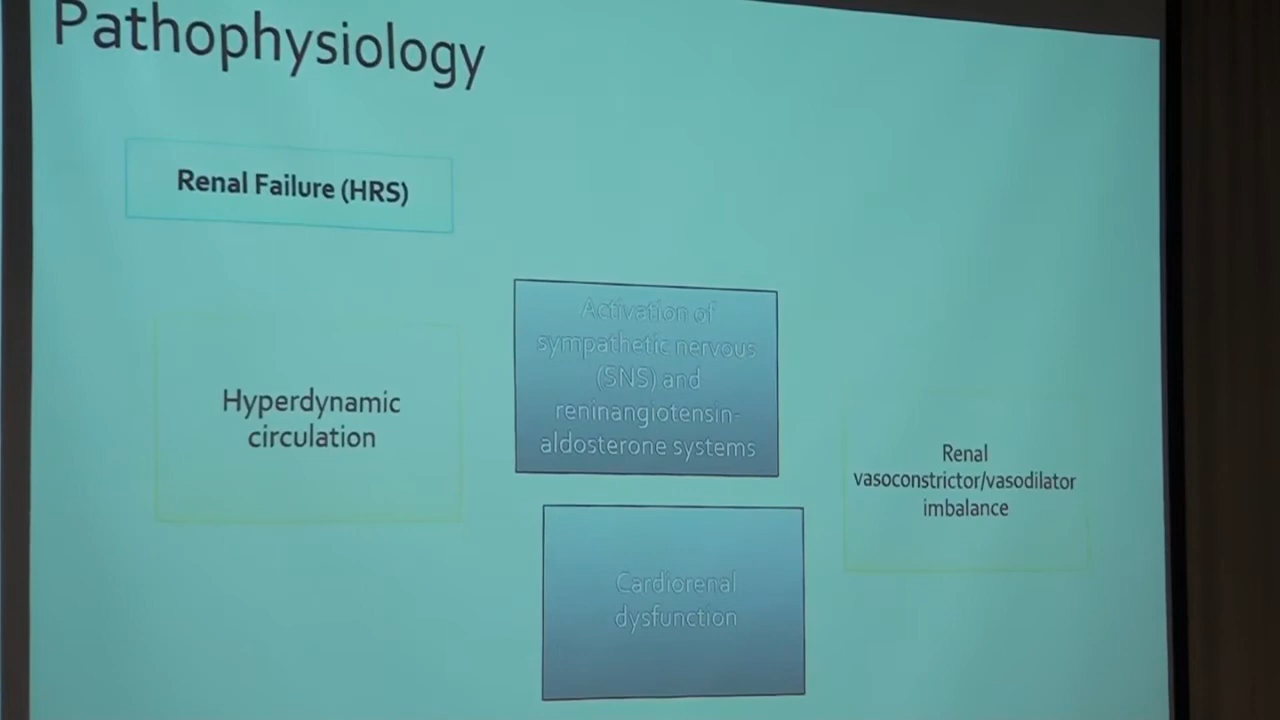 Pathophysiology
Renal Failure (HRS)
Hyperdynamic
circulation
Activation of
sympathetic nervous
(SNS) and
reninangiotensin-
aldosterone systems
Cardiorenal
dysfunction
Renal
vasoconstrictor/vasodilator
imbalance